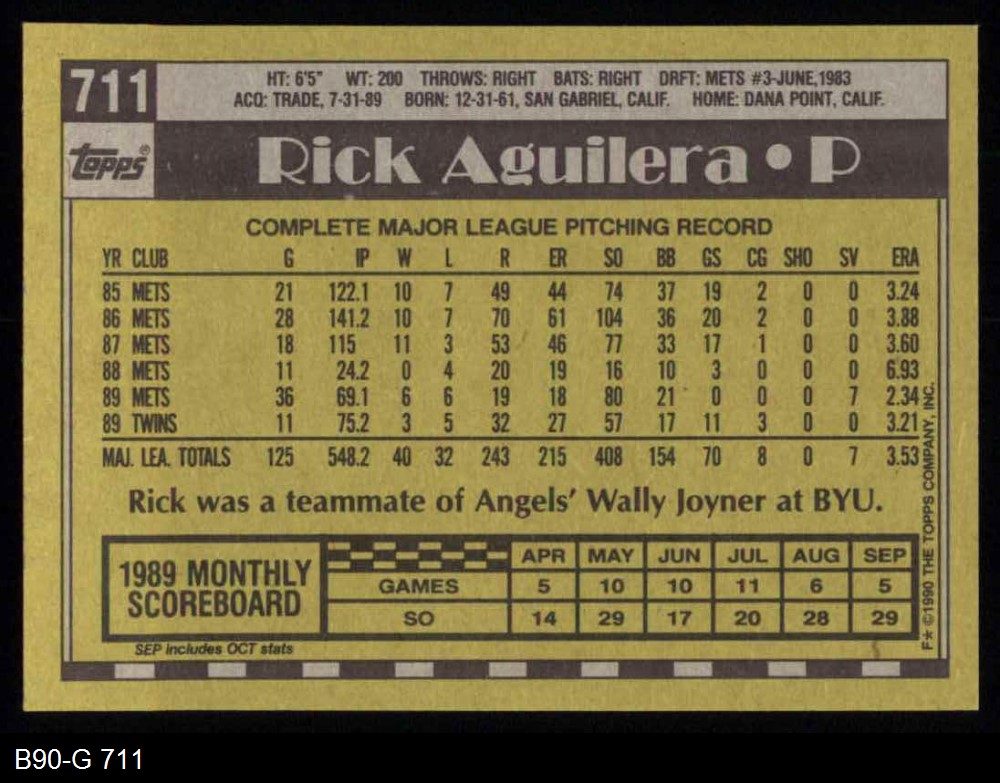 711
HT: 6'5" WT: 200 THROWS: RIGHT BATS: RIGHT DRFT: METS #3-JUNE,1983
ACQ: TRADE, 7-31-89 BORN: 12-31-61, SAN GABRIEL, CALIF. HOME: DANA POINT, CALIF.
topps® Rick Aguilera • P
COMPLETE MAJOR LEAGUE PITCHING RECORD
YR CLUB G IP W L R ER SO BB GS CG SHO SV ERA
85 METS 21 122.1 10 7 49 44 74 37 19 2 0 0 3.24
86 METS 28 141.2 10 7 70 61 104 36 20 2 0 0 3.88
87 METS 18 115 11 3 53 46 77 33 17 1 0 0 3.60
88 METS 11 24.2 0 4 20 19 16 10 3 0 0 0 6.93
89 METS 36 69.1 6 6 19 18 80 21 0 0 0 7 2.34
89 TWINS 11 75.2 3 5 32 27 57 17 11 3 0 0 3.21
MAJ. LEA. TOTALS 125 548.2 40 32 243 215 408 154 70 8 0 7 3.53
Rick was a teammate of Angels' Wally Joyner at BYU.
1989 MONTHLY SCOREBOARD
APR MAY JUN JUL AUG SEP
GAMES 5 10 10 11 6 5
SO 14 29 17 20 28 29
SEP includes OCT stats
F★ ©1990 THE TOPPS COMPANY, INC.
B90-G 711